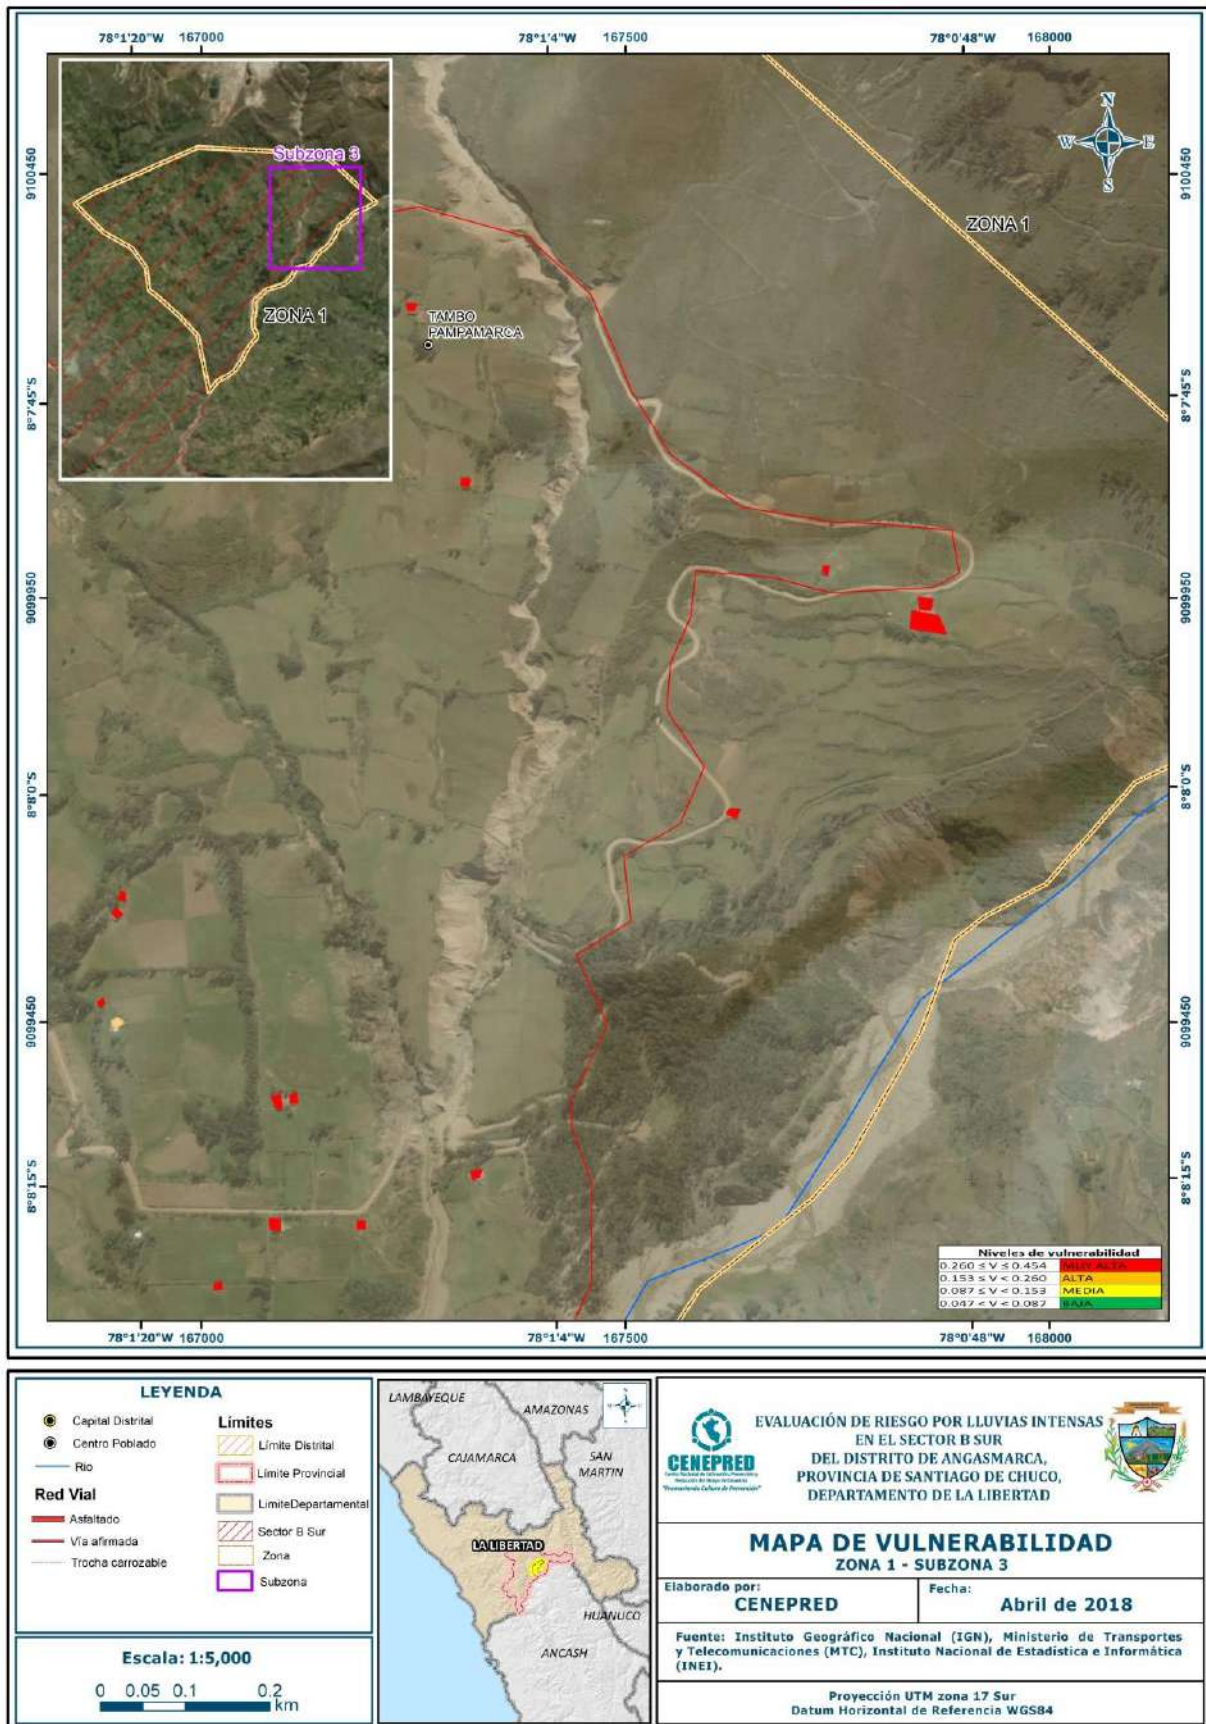 78°1'20"W 167000 78°1'4"W 167500 78°0'48"W 168000
9100450
8°7'45"S
9099950
8°8'0"S
9099450
8°8'15"S
9100450
8°7'45"S
9099950
8°8'0"S
9099450
8°8'15"S
Subzona 3
ZONA 1
N
W E
S
ZONA 1
TAMBO
PAMPAMARCA
Niveles de vulnerabilidad
0.260 ≤ V ≤ 0.454 MUY ALTA
0.153 ≤ V < 0.260 ALTA
0.087 ≤ V < 0.153 MEDIA
0.047 < V < 0.087 BAJA
78°1'20"W 167000 78°1'4"W 167500 78°0'48"W 168000
LEYENDA
Capital Distrital
Centro Poblado
Rio
Red Vial
Asfaltado
Vía afirmada
Trocha carrozable
Límites
Límite Distrital
Límite Provincial
LimiteDepartamental
Sector B Sur
Zona
Subzona
Escala: 1:5,000
0 0.05 0.1 0.2
km
LAMBAYEQUE
AMAZONAS
CAJAMARCA
SAN
MARTIN
LA LIBERTAD
HUANUCO
ANCASH
CENEPRED
"Promoviendo Cultura de Prevención"
EVALUACIÓN DE RIESGO POR LLUVIAS INTENSAS
EN EL SECTOR B SUR
DEL DISTRITO DE ANGASMARCA,
PROVINCIA DE SANTIAGO DE CHUCO,
DEPARTAMENTO DE LA LIBERTAD
MAPA DE VULNERABILIDAD
ZONA 1 - SUBZONA 3
Elaborado por:
CENEPRED
Fecha:
Abril de 2018
Fuente: Instituto Geográfico Nacional (IGN), Ministerio de Transportes
y Telecomunicaciones (MTC), Instituto Nacional de Estadística e Informática
(INEI).
Proyección UTM zona 17 Sur
Datum Horizontal de Referencia WGS84